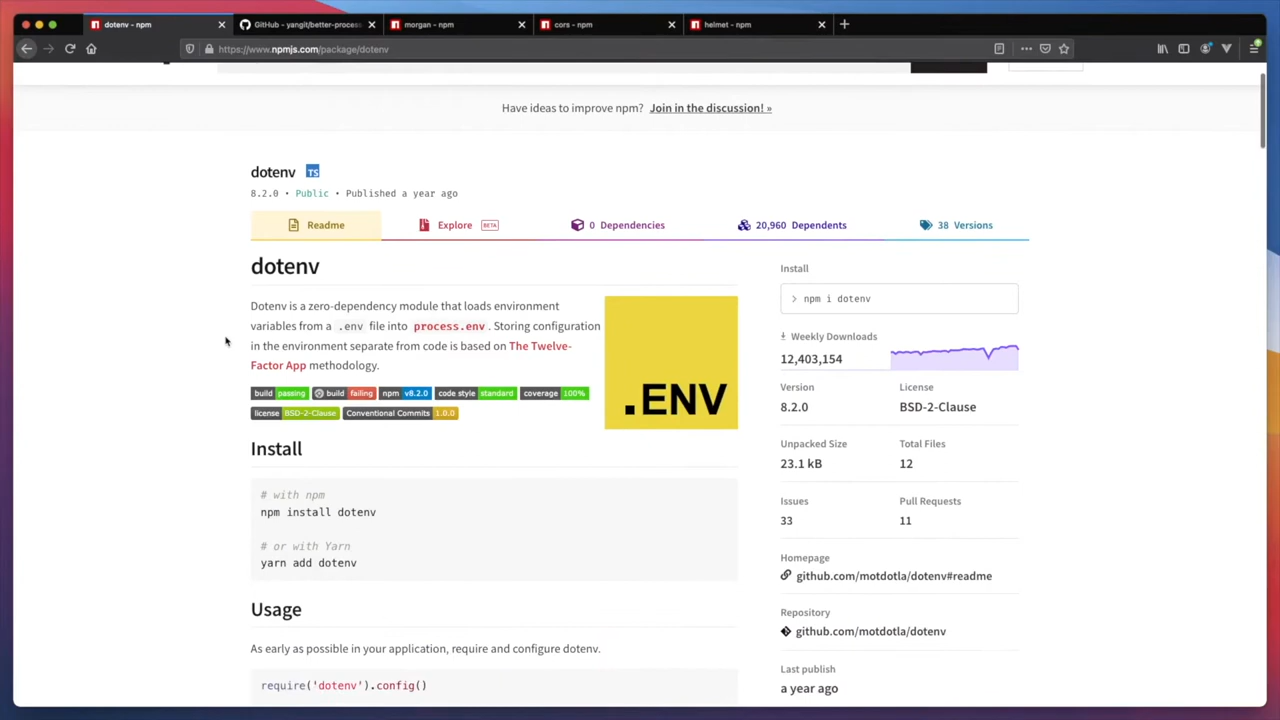 dotenv - npm
GitHub - yangit/better-process
morgan - npm
cors - npm
helmet - npm
https://www.npmjs.com/package/dotenv
Have ideas to improve npm? Join in the discussion! »
dotenv TS
8.2.0 • Public • Published a year ago
Readme
Explore BETA
0 Dependencies
20,960 Dependents
38 Versions
dotenv
Dotenv is a zero-dependency module that loads environment
variables from a .env file into process.env. Storing configuration
in the environment separate from code is based on The Twelve-
Factor App methodology.
.ENV
build passing build failing npm v8.2.0 code style standard coverage 100%
license BSD-2-Clause Conventional Commits 1.0.0
Install
# with npm
npm install dotenv
# or with Yarn
yarn add dotenv
Usage
As early as possible in your application, require and configure dotenv.
require('dotenv').config()
Install
> npm i dotenv
Weekly Downloads
12,403,154
Version
License
8.2.0
BSD-2-Clause
Unpacked Size
Total Files
23.1 kB
12
Issues
Pull Requests
33
11
Homepage
github.com/motdotla/dotenv#readme
Repository
github.com/motdotla/dotenv
Last publish
a year ago